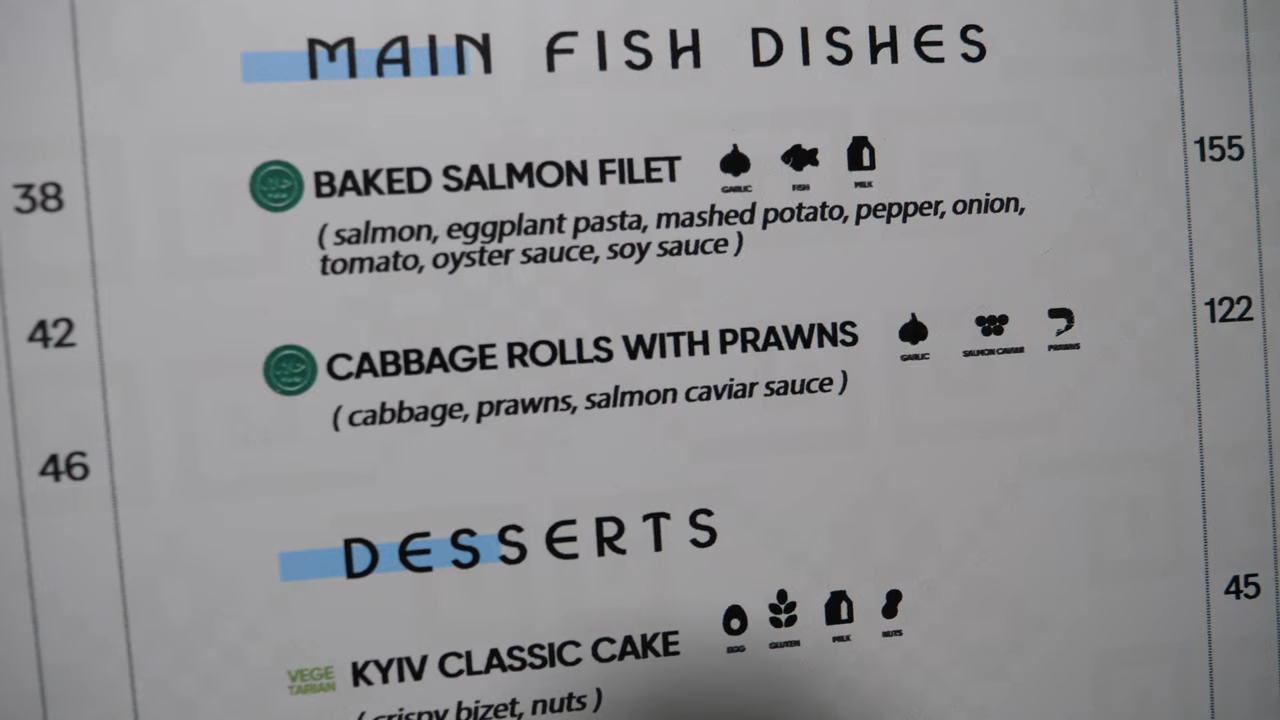 MAIN FISH DISHES
38
BAKED SALMON FILET
GARLIC
FISH
MILK
155
( salmon, eggplant pasta, mashed potato, pepper, onion,
tomato, oyster sauce, soy sauce )
42
CABBAGE ROLLS WITH PRAWNS
GARLIC
SALMON CAVIAR
PRAWNS
122
( cabbage, prawns, salmon caviar sauce )
46
DESSERTS
VEGE
TARIAN
KYIV CLASSIC CAKE
EGG
GLUTEN
MILK
NUTS
45
( crispy bizet, nuts )